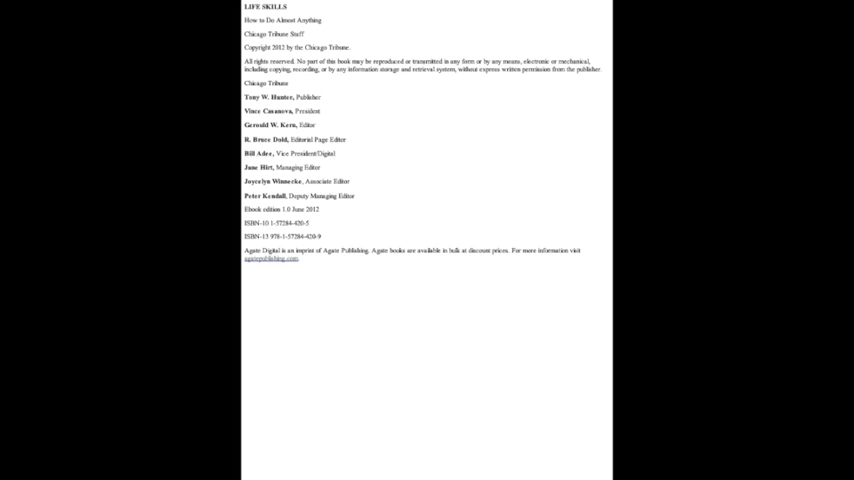 LIFE SKILLS
How to Do Almost Anything
Chicago Tribune Staff
Copyright 2012 by the Chicago Tribune.
All rights reserved. No part of this book may be reproduced or transmitted in any form or by any means, electronic or mechanical,
including copying, recording, or by any information storage and retrieval system, without express written permission from the publisher.
Chicago Tribune
Tony W. Hunter, Publisher
Vince Casanova, President
Gerould W. Kern, Editor
R. Bruce Dold, Editorial Page Editor
Bill Adee, Vice President/Digital
Jane Hirt, Managing Editor
Joycelyn Winnecke, Associate Editor
Peter Kendall, Deputy Managing Editor
Ebook edition 1.0 June 2012
ISBN-10 1-57284-420-5
ISBN-13 978-1-57284-420-9
Agate Digital is an imprint of Agate Publishing. Agate books are available in bulk at discount prices. For more information visit
agatepublishing.com.